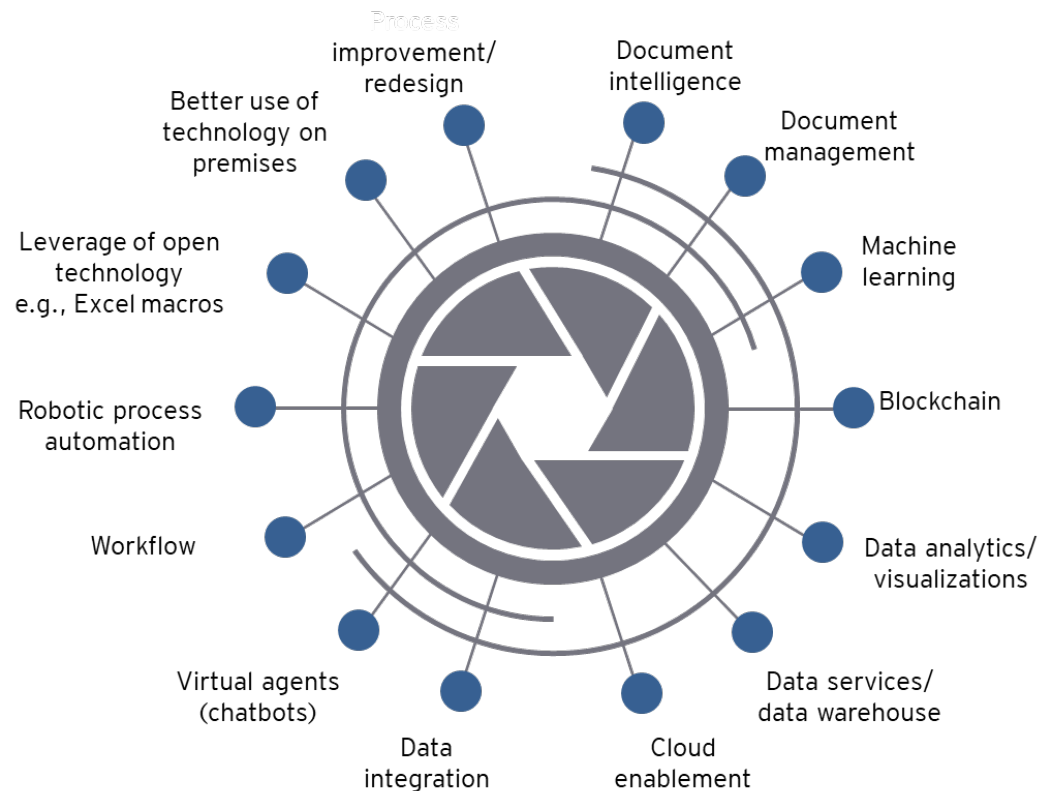 Process
improvement/
redesign
Document
intelligence
Document
management
Machine
learning
Blockchain
Data analytics/
visualizations
Data services/
data warehouse
Cloud
enablement
Data
integration
Virtual agents
(chatbots)
Workflow
Robotic process
automation
Leverage of open
technology
e.g., Excel macros
Better use of
technology on
premises